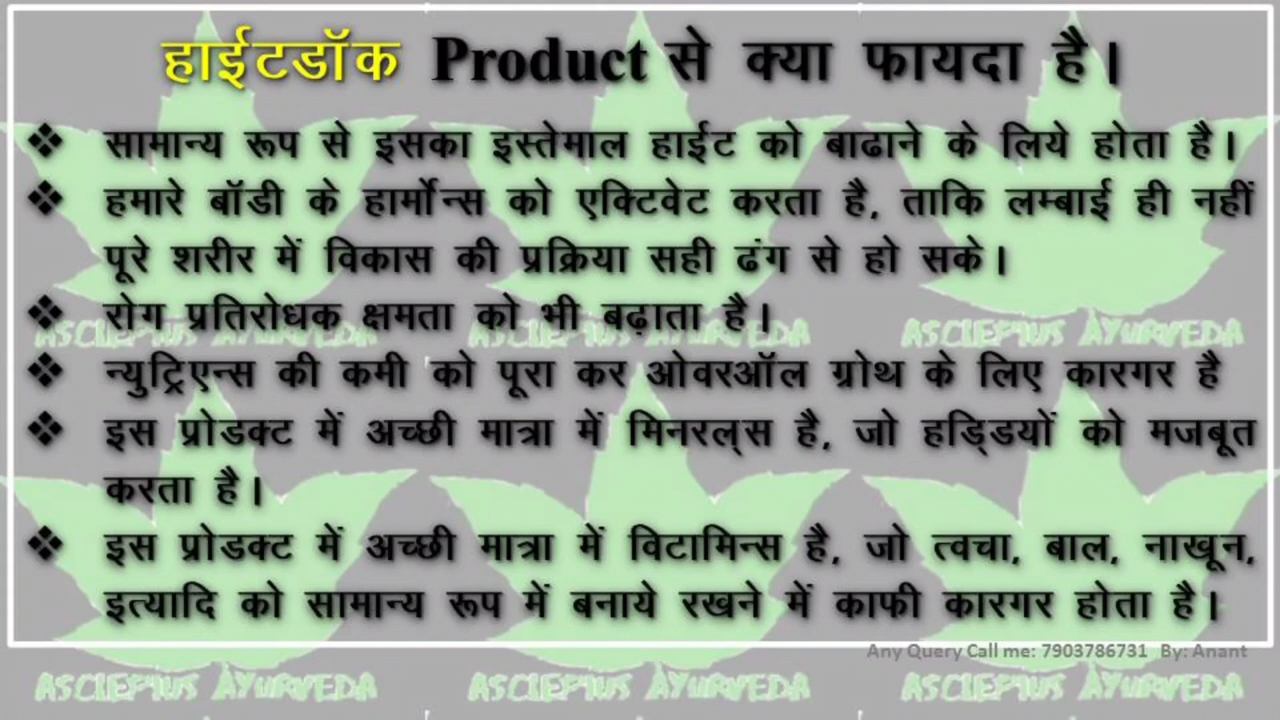 हाईटडॉक Product से क्या फायदा है।
❖ सामान्य रूप से इसका इस्तेमाल हाईट को बाढाने के लिये होता है।
❖ हमारे बॉडी के हार्मोन्स को एक्टिवेट करता है, ताकि लम्बाई ही नहीं
पूरे शरीर में विकास की प्रक्रिया सही ढंग से हो सके।
❖ रोग प्रतिरोधक क्षमता को भी बढ़ाता है।
ASCLEPIUS AYURVEDA ASCLEPIUS AYURVEDA ASCLEPIUS AYURVEDA
❖ न्युट्रिएन्स की कमी को पूरा कर ओवरऑल ग्रोथ के लिए कारगर है
❖ इस प्रोडक्ट में अच्छी मात्रा में मिनरल्स है, जो हड्डियों को मजबूत
करता है।
❖ इस प्रोडक्ट में अच्छी मात्रा में विटामिन्स है, जो त्वचा, बाल, नाखून,
इत्यादि को सामान्य रूप में बनाये रखने में काफी कारगर होता है।
Any Query Call me: 7903786731 By: Anant
ASCLEPIUS AYURVEDA ASCLEPIUS AYURVEDA ASCLEPIUS AYURVEDA